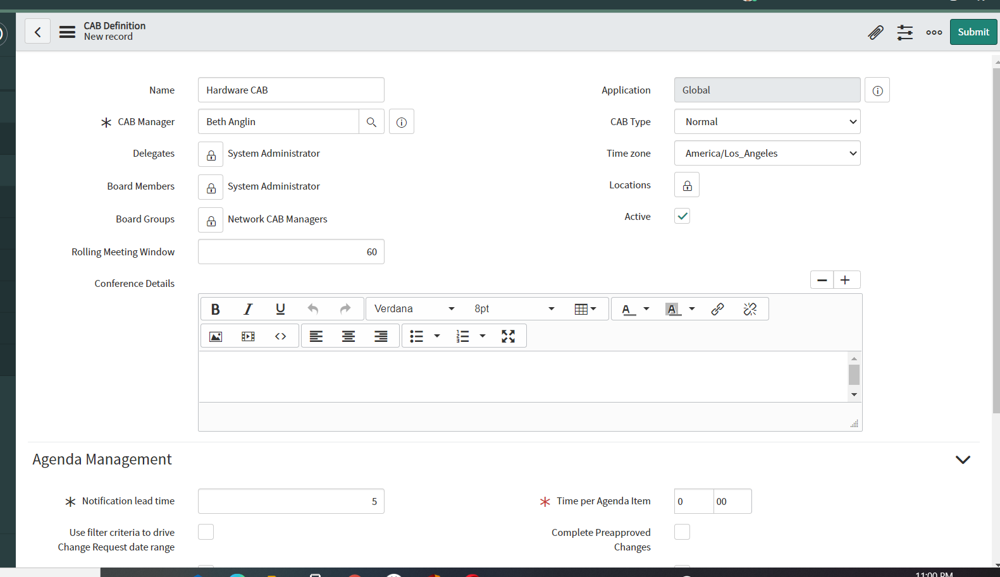 CAB Definition
New record
Submit
Name
Hardware CAB
Application
Global
CAB Manager
Beth Anglin
CAB Type
Normal
Delegates
System Administrator
Time zone
America/Los_Angeles
Board Members
System Administrator
Locations
Board Groups
Network CAB Managers
Active
Rolling Meeting Window
60
Conference Details
B I U
Verdana
8pt
A
A
Agenda Management
Notification lead time
5
Time per Agenda Item
0
00
Use filter criteria to drive
Change Request date range
Complete Preapproved
Changes
11:00 PM